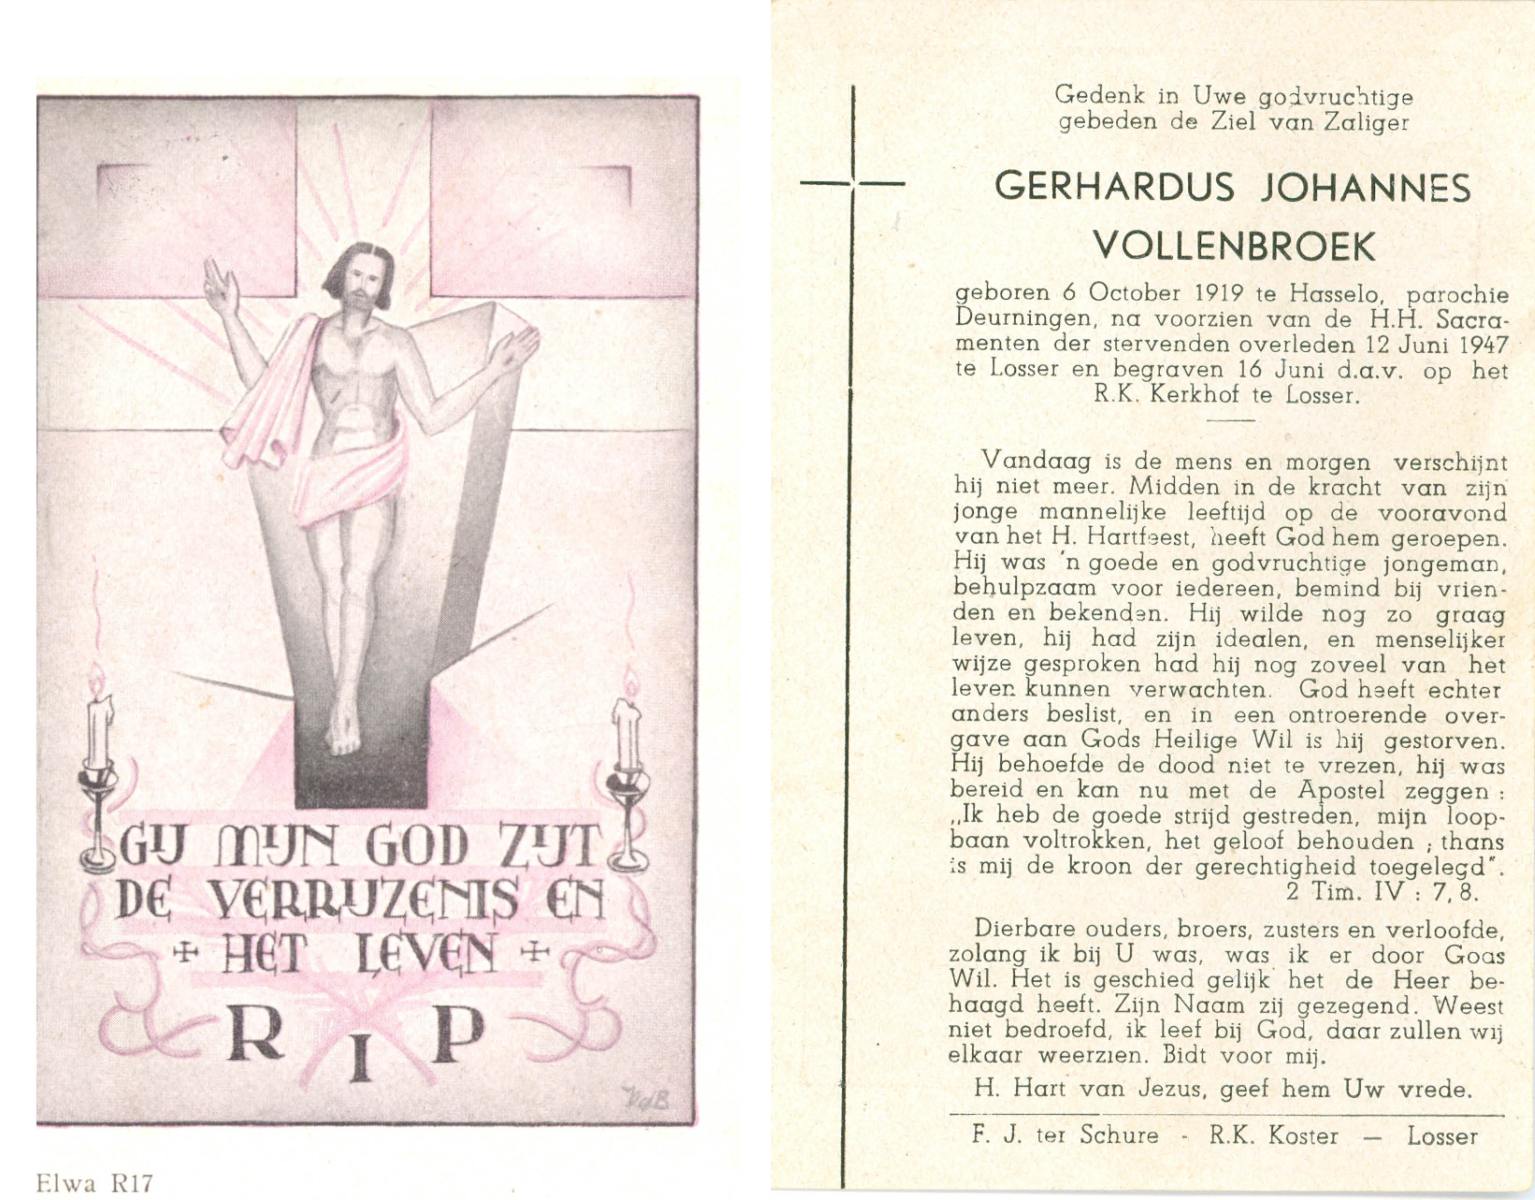 GIJ MIJN GOD ZIJT
DE VERRIJZENIS EN
+ HET LEVEN +
R I P
VdB
Elwa R17
Gedenk in Uwe godvruchtige
gebeden de Ziel van Zaliger
GERHARDUS JOHANNES
VOLLENBROEK
geboren 6 October 1919 te Hasselo, parochie
Deurningen, na voorzien van de H.H. Sacra-
menten der stervenden overleden 12 Juni 1947
te Losser en begraven 16 Juni d.a.v. op het
R.K. Kerkhof te Losser.
Vandaag is de mens en morgen verschijnt
hij niet meer. Midden in de kracht van zijn
jonge mannelijke leeftijd op de vooravond
van het H. Hartfeest, heeft God hem geroepen.
Hij was 'n goede en godvruchtige jongeman,
behulpzaam voor iedereen, bemind bij vrien-
den en bekenden. Hij wilde nog zo graag
leven, hij had zijn idealen, en menselijker
wijze gesproken had hij nog zoveel van het
leven kunnen verwachten. God heeft echter
anders beslist, en in een ontroerende over-
gave aan Gods Heilige Wil is hij gestorven.
Hij behoefde de dood niet te vrezen, hij was
bereid en kan nu met de Apostel zeggen :
„Ik heb de goede strijd gestreden, mijn loop-
baan voltrokken, het geloof behouden ; thans
is mij de kroon der gerechtigheid toegelegd".
2 Tim. IV : 7, 8.
Dierbare ouders, broers, zusters en verloofde,
zolang ik bij U was, was ik er door Goas
Wil. Het is geschied gelijk het de Heer be-
haagd heeft. Zijn Naam zij gezegend. Weest
niet bedroefd, ik leef bij God, daar zullen wij
elkaar weerzien. Bidt voor mij.
H. Hart van Jezus, geef hem Uw vrede.
F. J. ter Schure - R.K. Koster — Losser